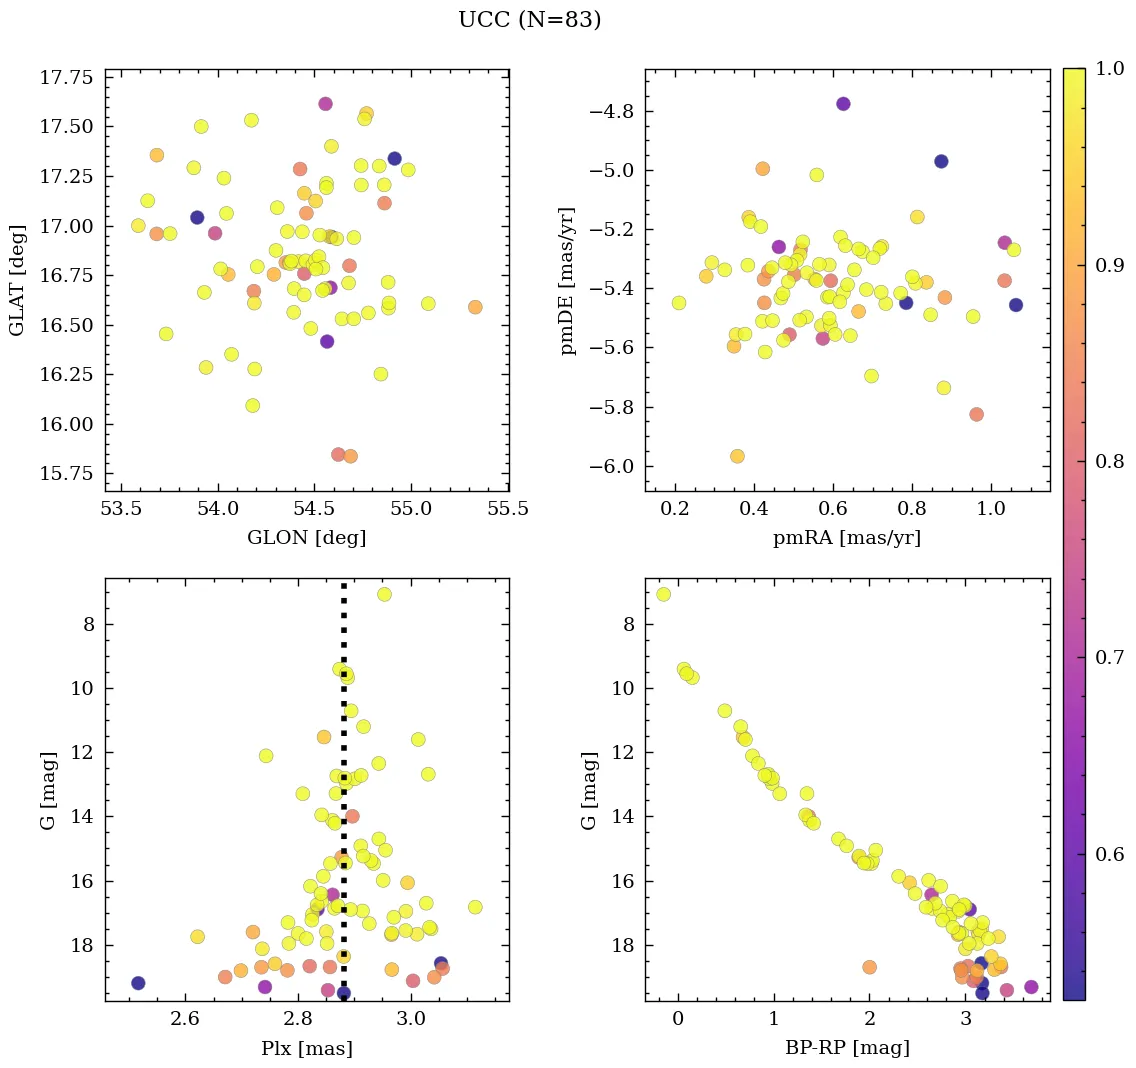 UCC (N=83)
17.75
17.50
17.25
17.00
16.75
16.50
16.25
16.00
15.75
GLAT [deg]
53.5 54.0 54.5 55.0 55.5
GLON [deg]
−4.8
−5.0
−5.2
−5.4
−5.6
−5.8
−6.0
pmDE [mas/yr]
0.2 0.4 0.6 0.8 1.0
pmRA [mas/yr]
1.0
0.9
0.8
0.7
0.6
8
10
12
14
16
18
G [mag]
2.6 2.8 3.0
Plx [mas]
8
10
12
14
16
18
G [mag]
0 1 2 3
BP-RP [mag]